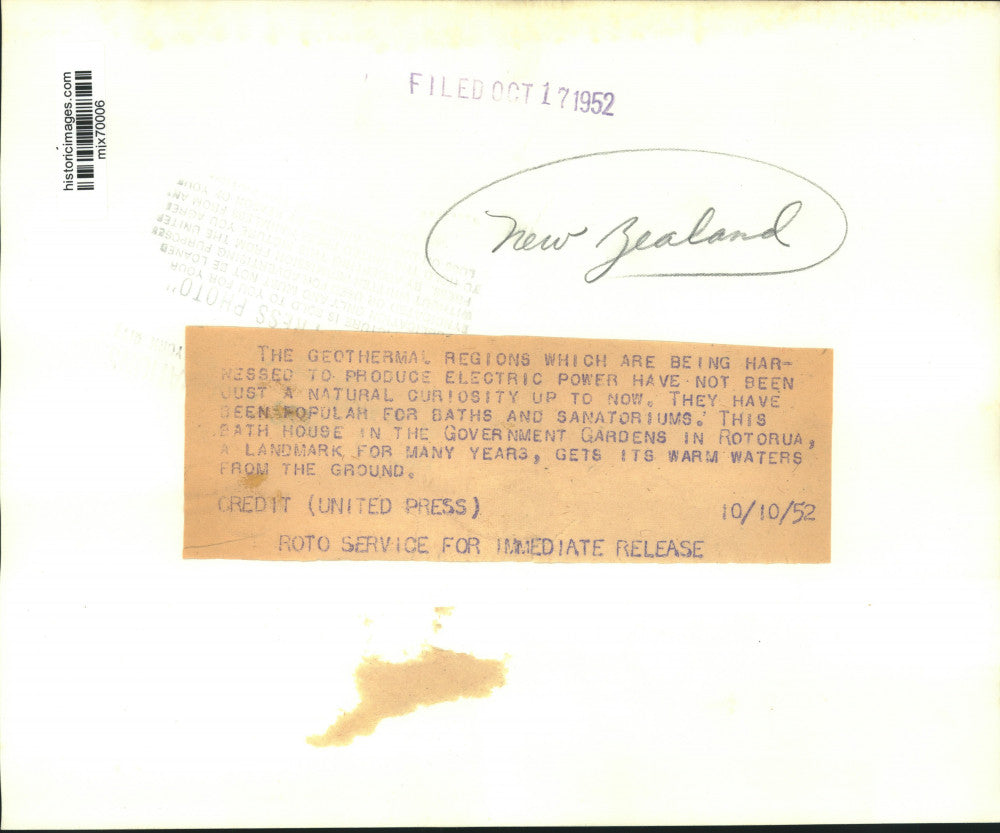 historicimages.com
mix70006
FILED OCT 17 1952
New Zealand
PRESS PHOTO"
THE GEOTHERMAL REGIONS WHICH ARE BEING HAR-
NESSED TO PRODUCE ELECTRIC POWER HAVE NOT BEEN
JUST A NATURAL CURIOSITY UP TO NOW. THEY HAVE
BEEN POPULAR FOR BATHS AND SANATORIUMS. THIS
BATH HOUSE IN THE GOVERNMENT GARDENS IN ROTORUA,
A LANDMARK FOR MANY YEARS, GETS ITS WARM WATERS
FROM THE GROUND.
CREDIT (UNITED PRESS) 10/10/52
ROTO SERVICE FOR IMMEDIATE RELEASE